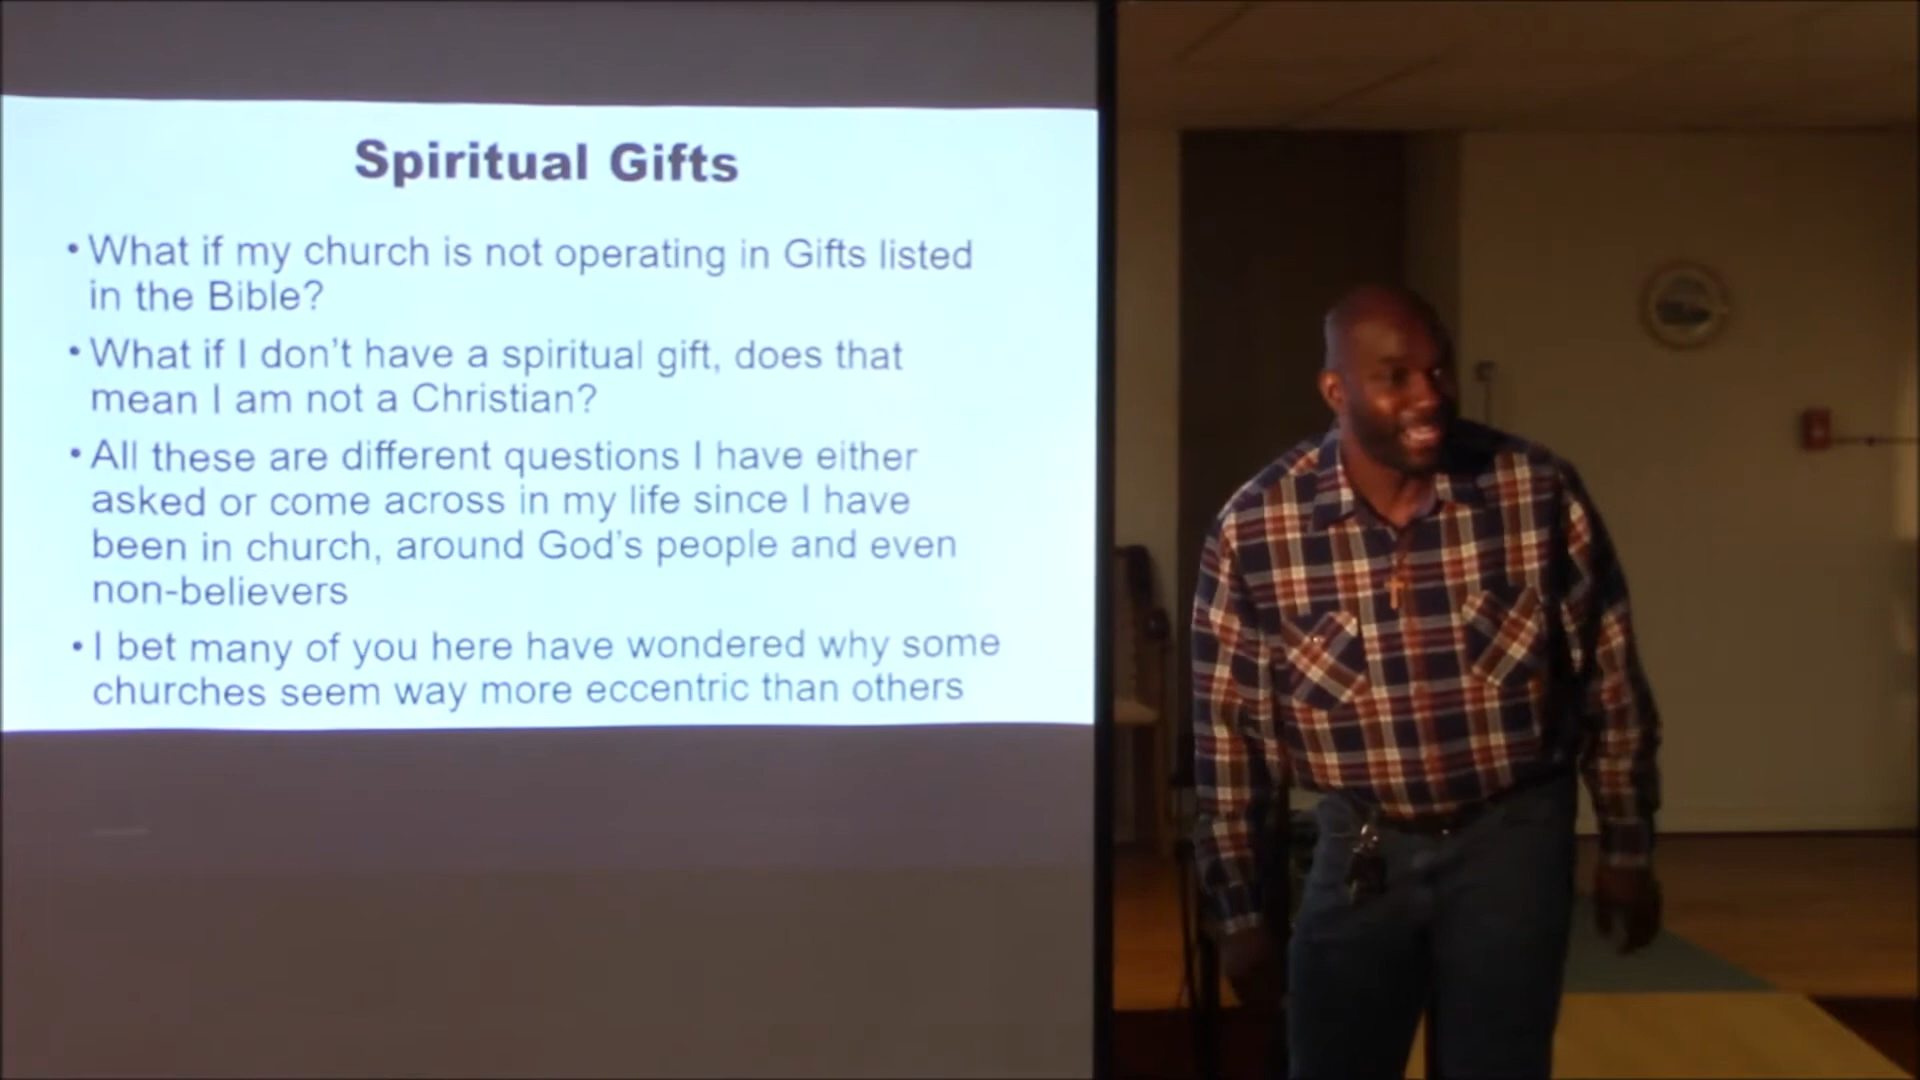 Spiritual Gifts
• What if my church is not operating in Gifts listed
in the Bible?
• What if I don't have a spiritual gift, does that
mean I am not a Christian?
• All these are different questions I have either
asked or come across in my life since I have
been in church, around God's people and even
non-believers
• I bet many of you here have wondered why some
churches seem way more eccentric than others